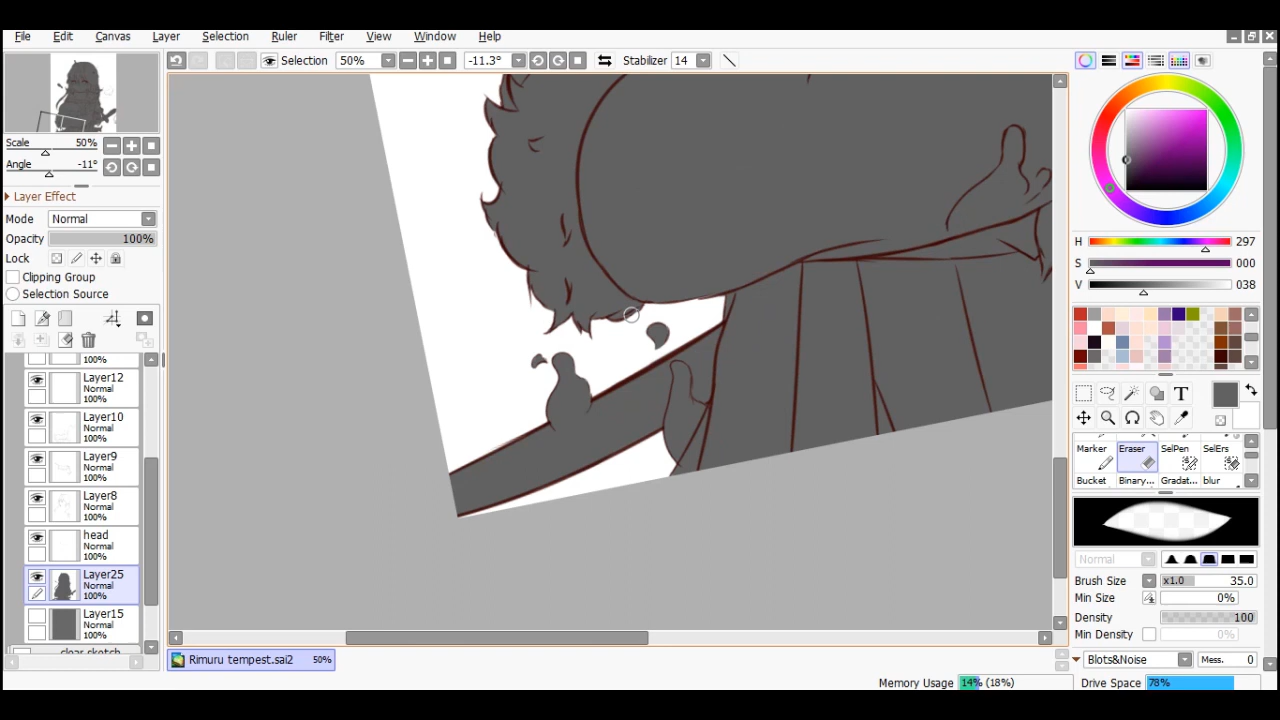 File Edit Canvas Layer Selection Ruler Filter View Window Help
Selection 50% -11.3° Stabilizer 14
Scale 50%
Angle -11°
Layer Effect
Mode Normal
Opacity 100%
Lock
Clipping Group
Selection Source
100%
Layer12
Normal
100%
Layer10
Normal
100%
Layer9
Normal
100%
Layer8
Normal
100%
head
Normal
100%
Layer25
Normal
100%
Layer15
Normal
100%
clear sketch
H 297
S 000
V 038
T
Marker Eraser SelPen SelErs
Bucket Binary... Gradat... blur
Normal
Brush Size x1.0 35.0
Min Size 0%
Density 100
Min Density 0%
Blots&Noise Mess. 0
Rimuru tempest.sai2 50%
Memory Usage 14% (18%) Drive Space 78%